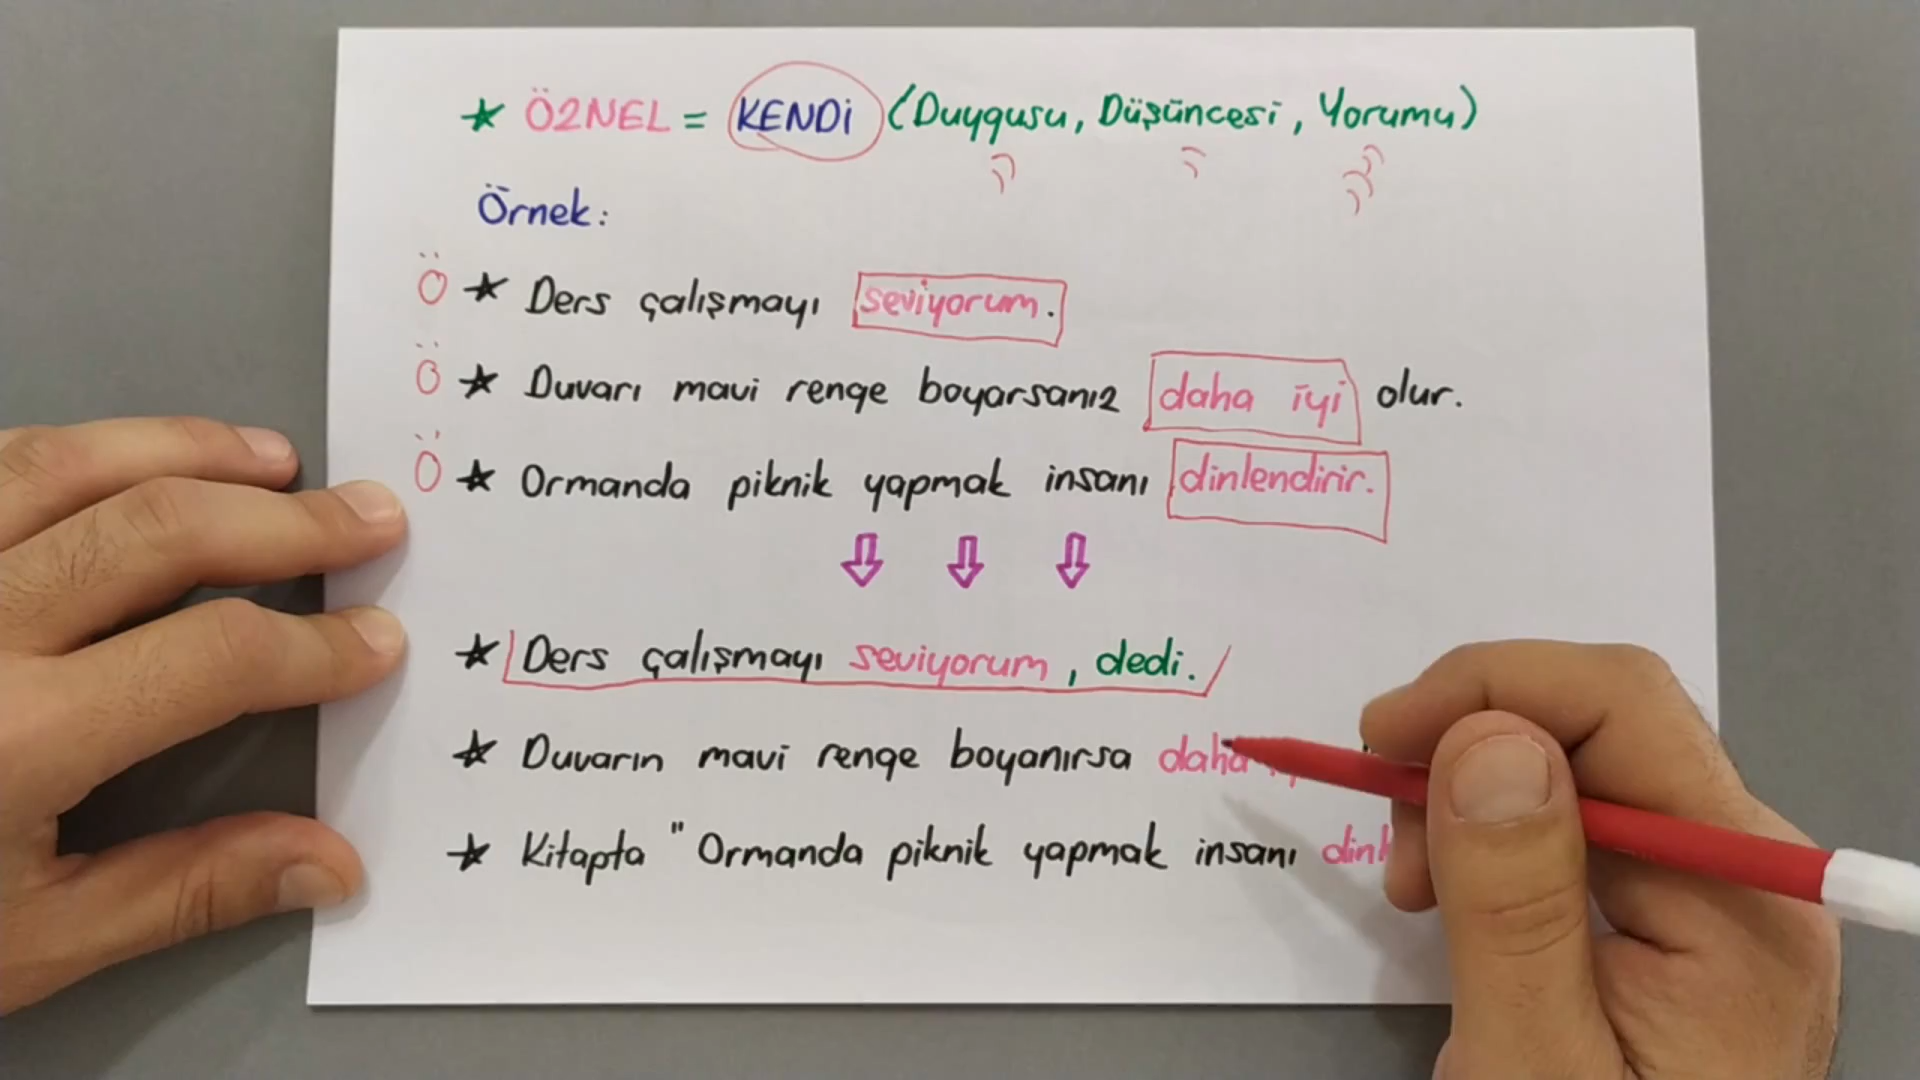 ★ ÖZNEL = KENDİ (Duygusu, Düşüncesi, Yorumu)
Örnek:
Ö ★ Ders çalışmayı seviyorum.
Ö ★ Duvarı mavi renge boyarsanız daha iyi olur.
Ö ★ Ormanda piknik yapmak insanı dinlendirir.
★ Ders çalışmayı seviyorum, dedi.
★ Duvarın mavi renge boyanırsa daha
★ Kitapta "Ormanda piknik yapmak insanı